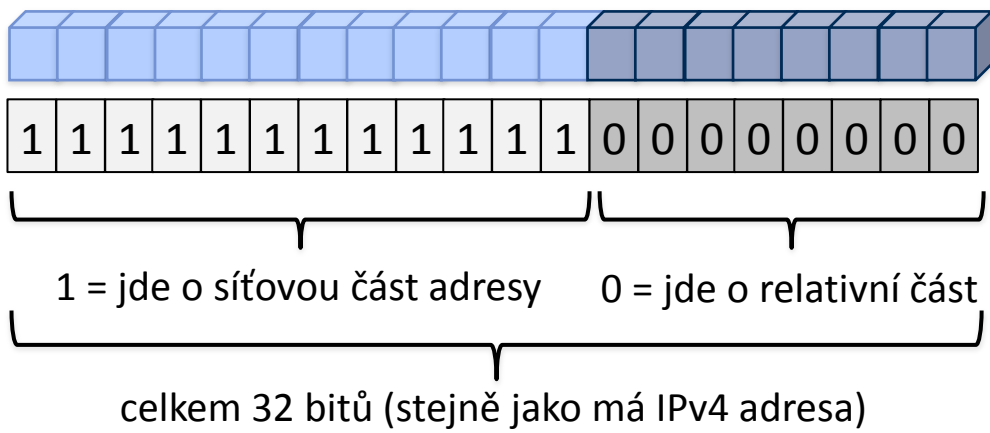 1 1 1 1 1 1 1 1 1 1 1 1 0 0 0 0 0 0 0 0
1 = jde o síťovou část adresy 0 = jde o relativní část
celkem 32 bitů (stejně jako má IPv4 adresa)